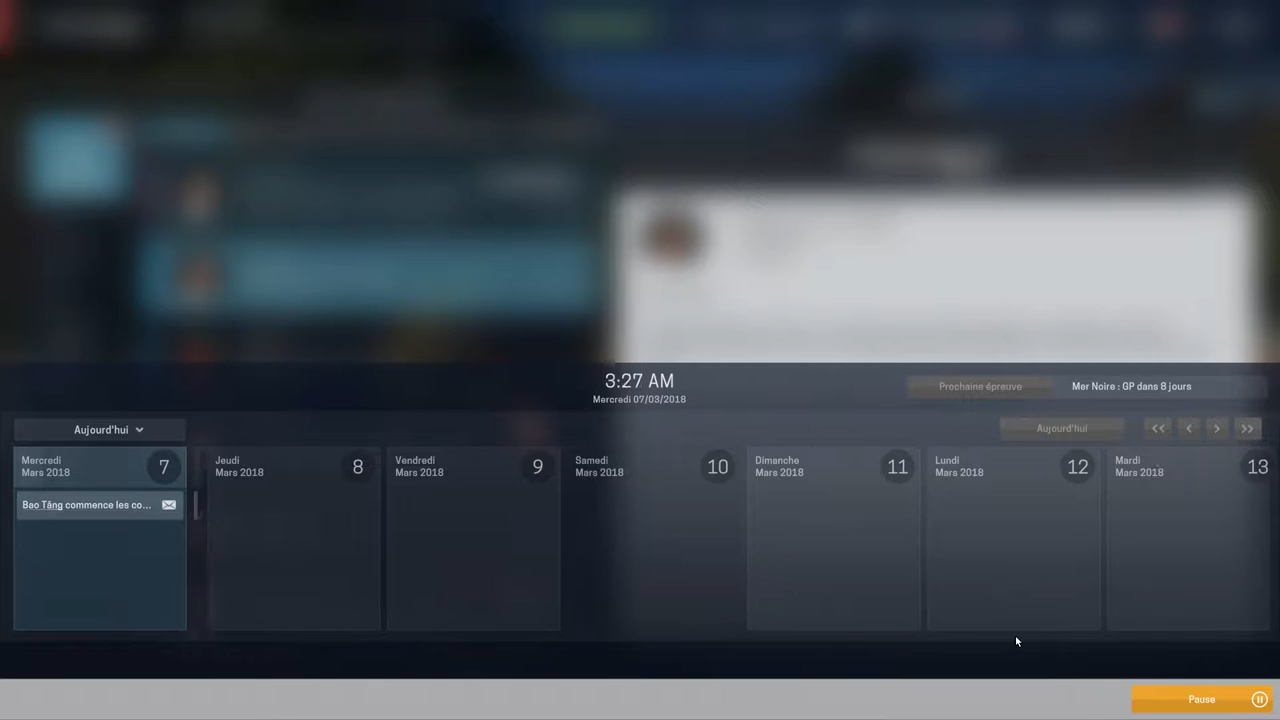 3:27 AM
Mercredi 07/03/2018
Prochaine épreuve
Mer Noire : GP dans 8 jours
Aujourd'hui
Aujourd'hui
Mercredi
Mars 2018
7
Jeudi
Mars 2018
8
Vendredi
Mars 2018
9
Samedi
Mars 2018
10
Dimanche
Mars 2018
11
Lundi
Mars 2018
12
Mardi
Mars 2018
13
Bao Tăng commence les co...
Pause